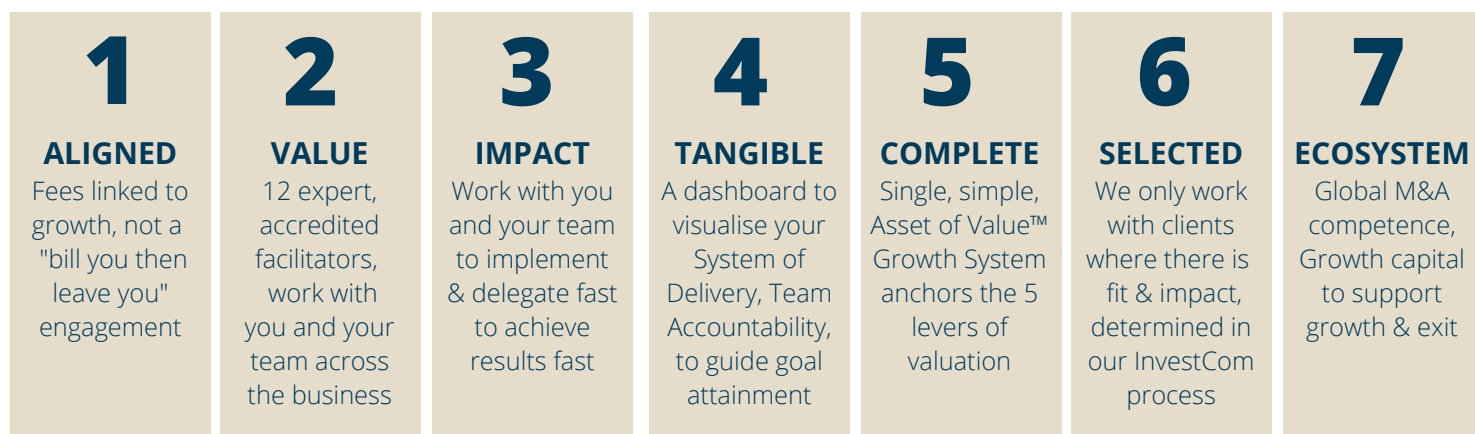 1
ALIGNED
Fees linked to
growth, not a
"bill you then
leave you"
engagement
2
VALUE
12 expert,
accredited
facilitators,
work with
you and your
team across
the business
3
IMPACT
Work with you
and your team
to implement
& delegate fast
to achieve
results fast
4
TANGIBLE
A dashboard to
visualise your
System of
Delivery, Team
Accountability,
to guide goal
attainment
5
COMPLETE
Single, simple,
Asset of Value™
Growth System
anchors the 5
levers of
valuation
6
SELECTED
We only work
with clients
where there is
fit & impact,
determined in
our InvestCom
process
7
ECOSYSTEM
Global M&A
competence,
Growth capital
to support
growth & exit